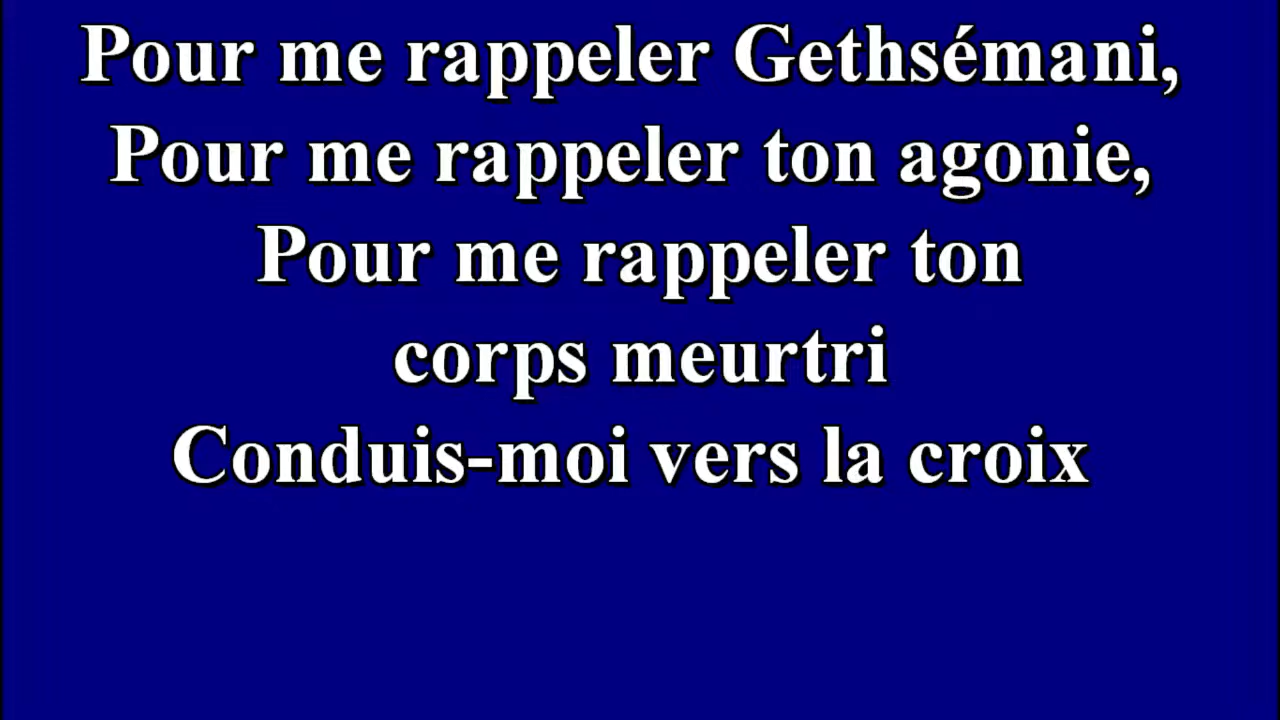 Pour me rappeler Gethsémani,
Pour me rappeler ton agonie,
Pour me rappeler ton
corps meurtri
Conduis-moi vers la croix